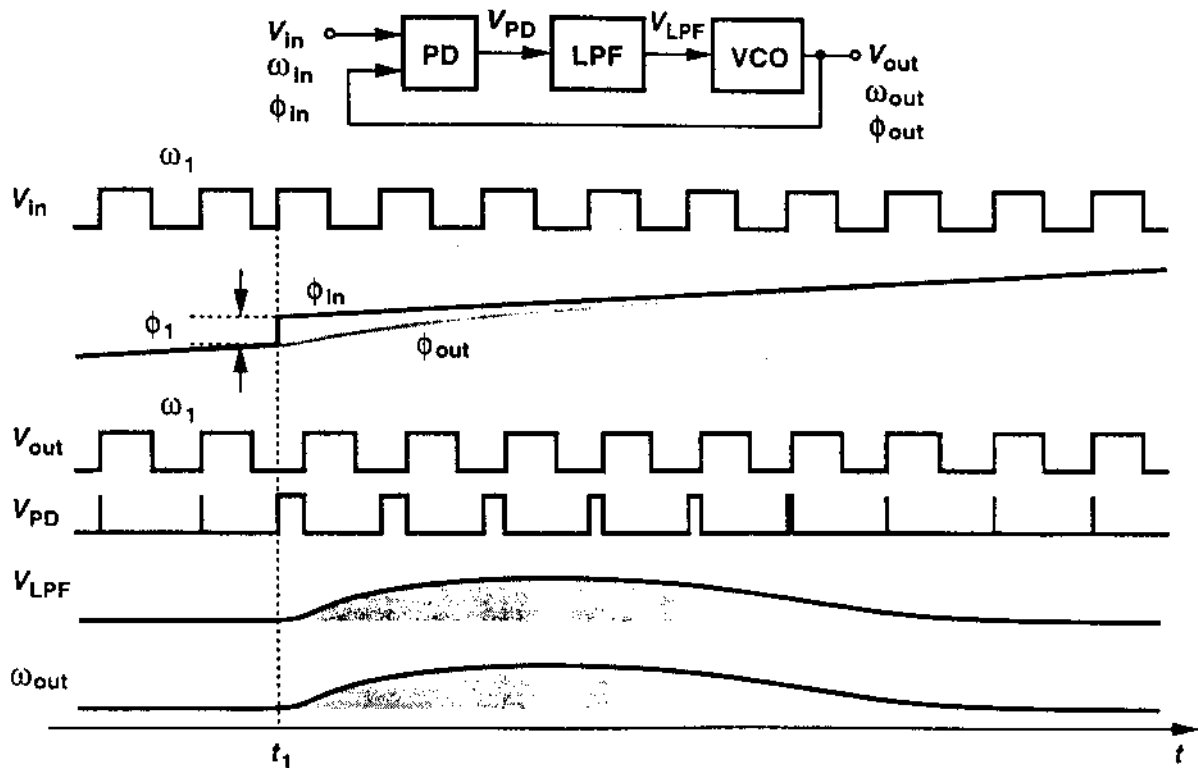 V_in
ω_in
ϕ_in
PD
V_PD
LPF
V_LPF
VCO
V_out
ω_out
ϕ_out
ω_1
V_in
ϕ_in
ϕ_1
ϕ_out
ω_1
V_out
V_PD
V_LPF
ω_out
t_1
t